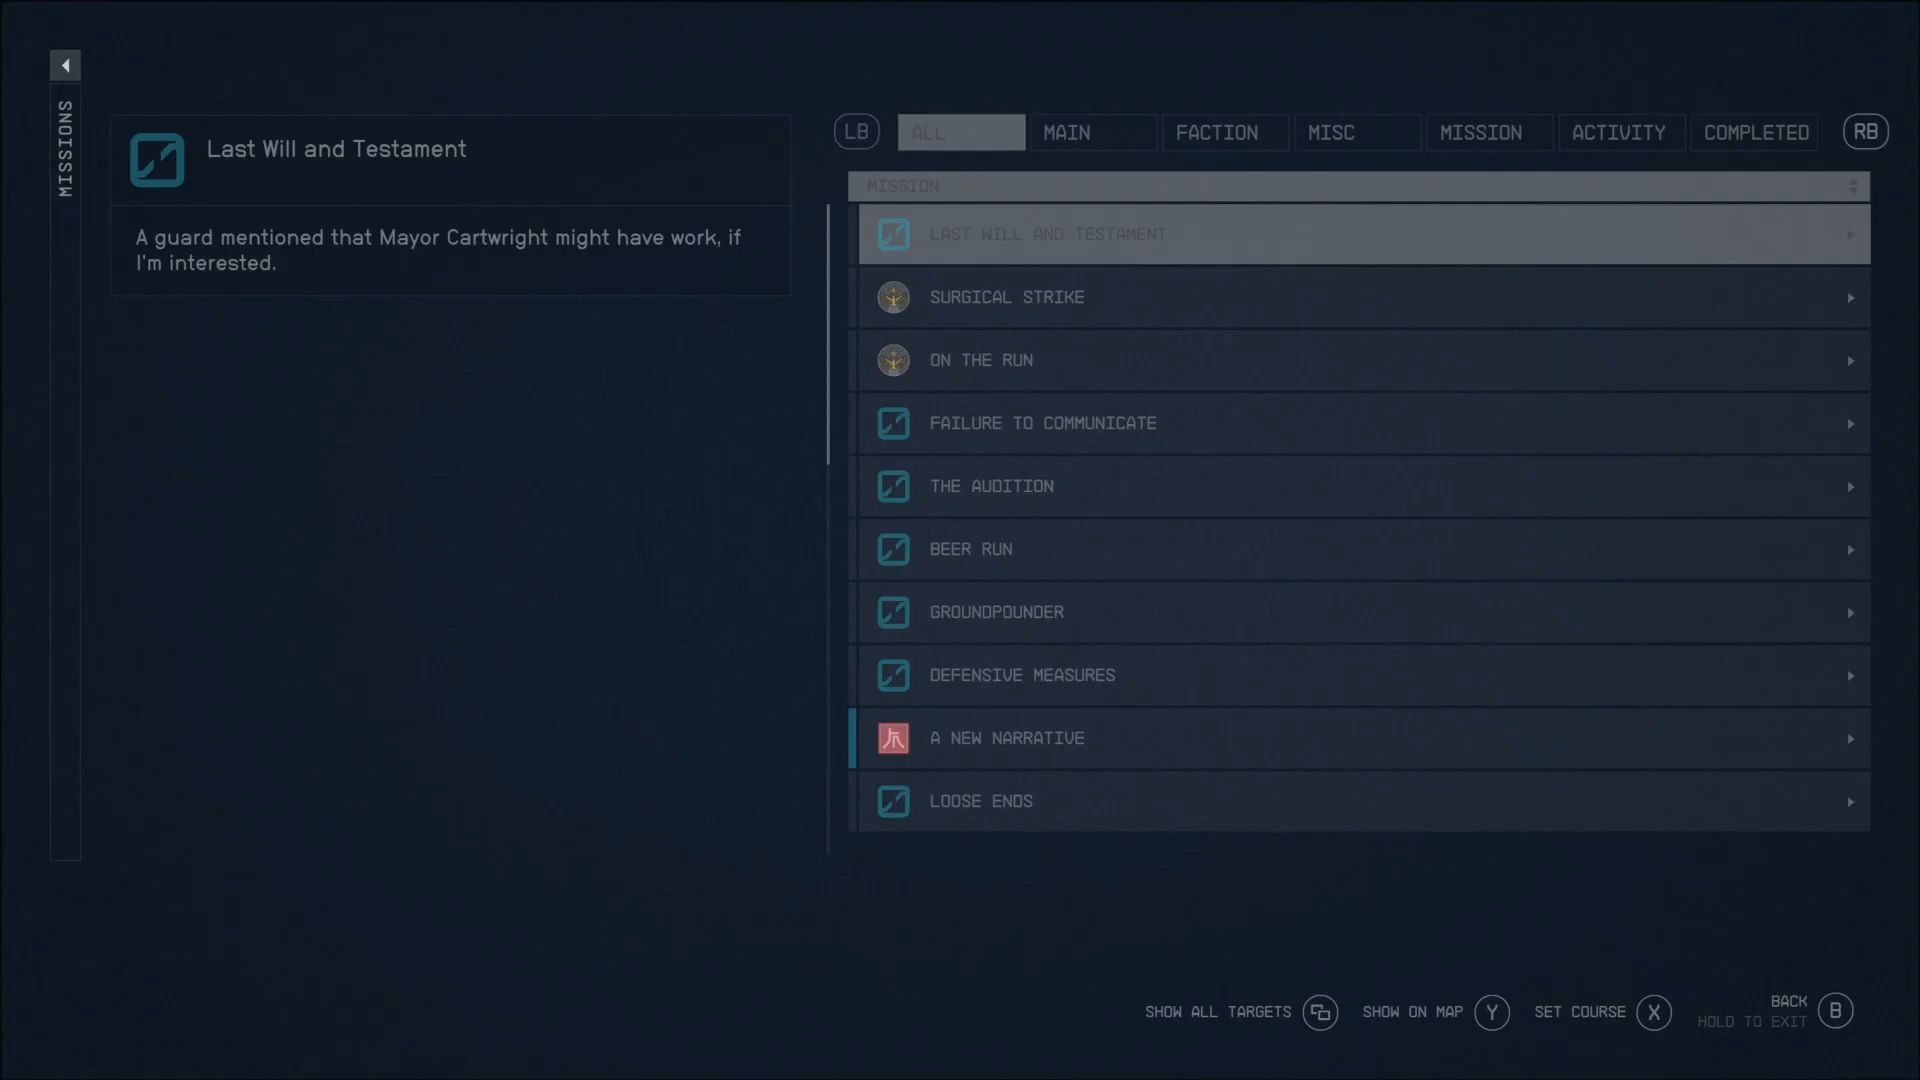 MISSIONS
Last Will and Testament
A guard mentioned that Mayor Cartwright might have work, if
I'm interested.
LB
ALL
MAIN
FACTION
MISC
MISSION
ACTIVITY
COMPLETED
RB
MISSION
LAST WILL AND TESTAMENT
SURGICAL STRIKE
ON THE RUN
FAILURE TO COMMUNICATE
THE AUDITION
BEER RUN
GROUNDPOUNDER
DEFENSIVE MEASURES
A NEW NARRATIVE
LOOSE ENDS
SHOW ALL TARGETS
SHOW ON MAP Y
SET COURSE X
BACK B
HOLD TO EXIT